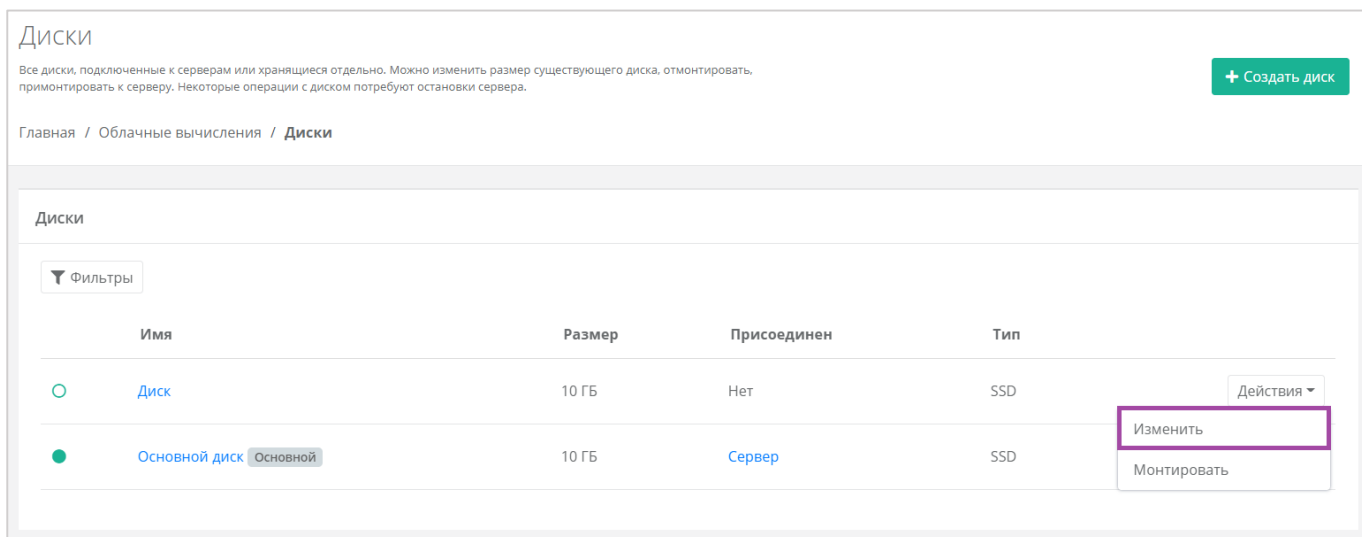 Диски
Все диски, подключенные к серверам или хранящиеся отдельно. Можно изменить размер существующего диска, отмонтировать,
примонтировать к серверу. Некоторые операции с диском потребуют остановки сервера.
+ Создать диск
Главная / Облачные вычисления / Диски
Диски
Фильтры
Имя Размер Присоединен Тип
Диск 10 ГБ Нет SSD Действия
Изменить
Основной диск Основной 10 ГБ Сервер SSD
Монтировать